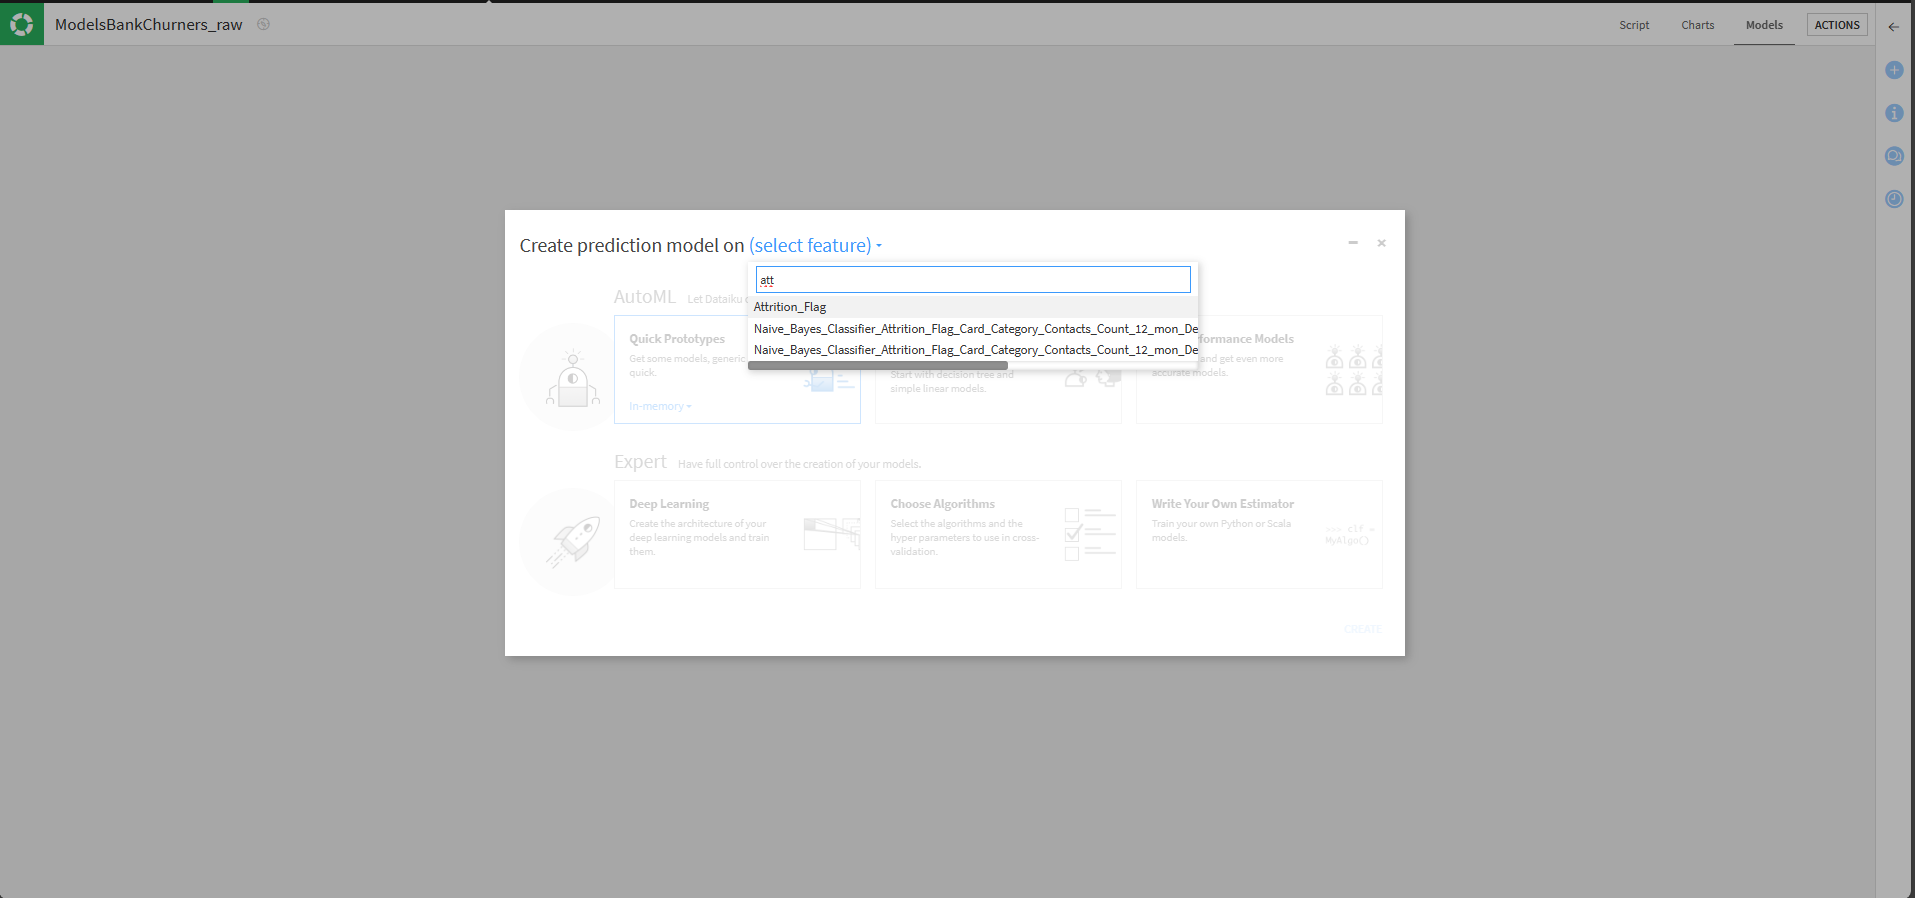 ModelsBankChurners_raw
Script
Charts
Models
ACTIONS
Create prediction model on (select feature)
att
Attrition_Flag
Naive_Bayes_Classifier_Attrition_Flag_Card_Category_Contacts_Count_12_mon_De
Naive_Bayes_Classifier_Attrition_Flag_Card_Category_Contacts_Count_12_mon_De
AutoML Let Dataiku
Quick Prototypes
Get some models, generic
quick.
In-memory
Start with decision tree and
simple linear models.
formance Models
and get even more
accurate models.
Expert Have full control over the creation of your models.
Deep Learning
Create the architecture of your
deep learning models and train
them.
Choose Algorithms
Select the algorithms and the
hyper parameters to use in cross-
validation.
Write Your Own Estimator
Train your own Python or Scala
models.
>>> clf =
MyAlgo()
CREATE